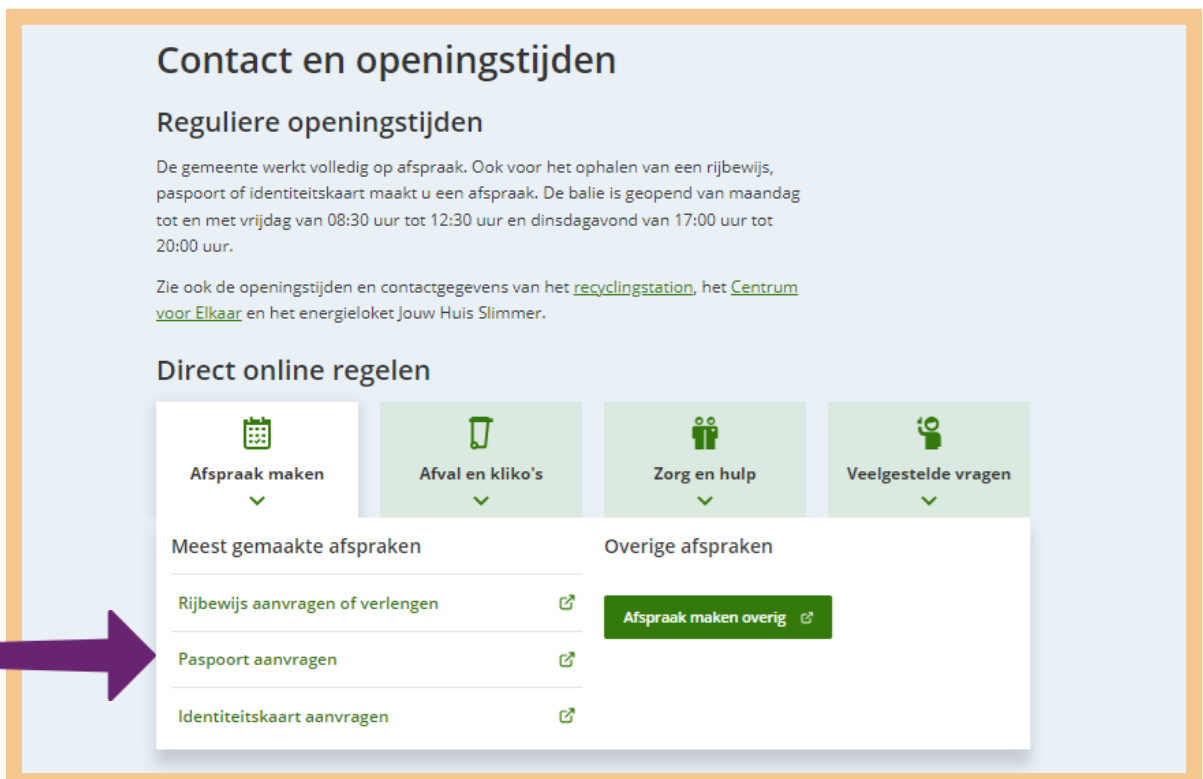 Contact en openingstijden
Reguliere openingstijden
De gemeente werkt volledig op afspraak. Ook voor het ophalen van een rijbewijs,
paspoort of identiteitskaart maakt u een afspraak. De balie is geopend van maandag
tot en met vrijdag van 08:30 uur tot 12:30 uur en dinsdagavond van 17:00 uur tot
20:00 uur.
Zie ook de openingstijden en contactgegevens van het recyclingstation, het Centrum
voor Elkaar en het energieloket Jouw Huis Slimmer.
Direct online regelen
Afspraak maken
Afval en kliko's
Zorg en hulp
Veelgestelde vragen
Meest gemaakte afspraken
Rijbewijs aanvragen of verlengen
Paspoort aanvragen
Identiteitskaart aanvragen
Overige afspraken
Afspraak maken overig